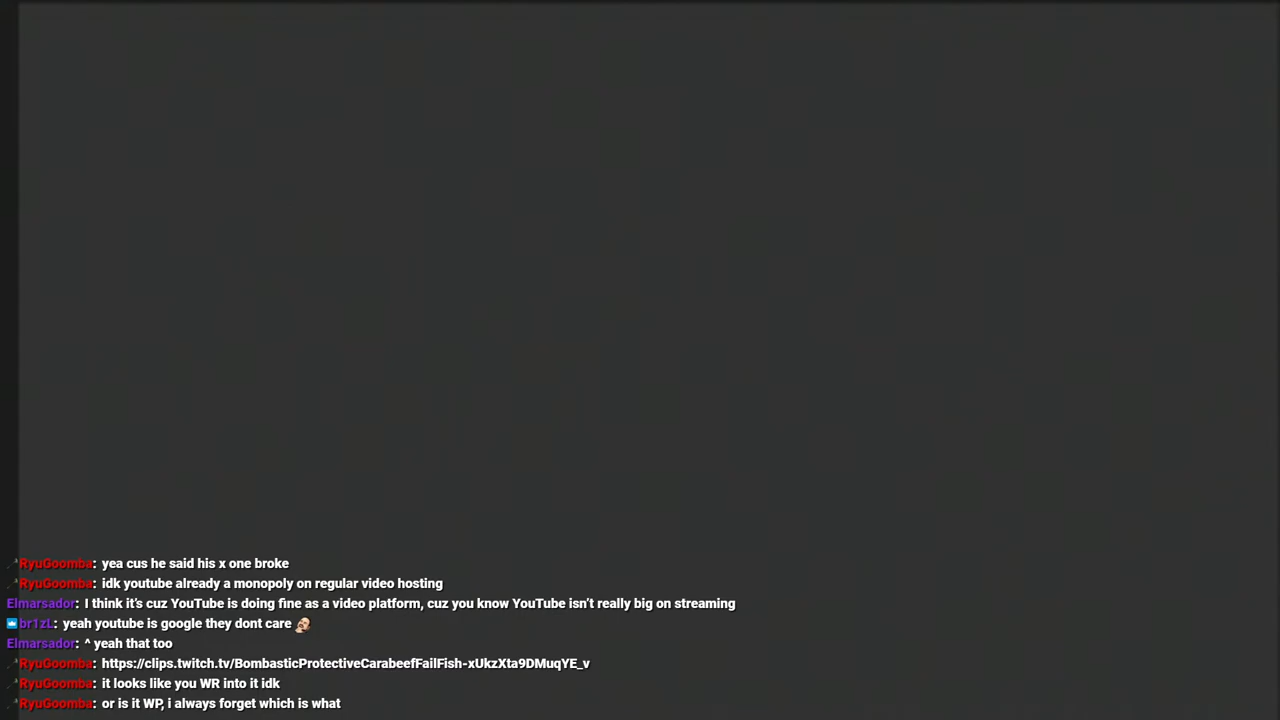 RyuGoomba: yea cus he said his x one broke
RyuGoomba: idk youtube already a monopoly on regular video hosting
Elmarsador: I think it's cuz YouTube is doing fine as a video platform, cuz you know YouTube isn't really big on streaming
br1zL: yeah youtube is google they dont care
Elmarsador: ^ yeah that too
RyuGoomba: https://clips.twitch.tv/BombasticProtectiveCarabeefFailFish-xUkzXta9DMuqYE_v
RyuGoomba: it looks like you WR into it idk
RyuGoomba: or is it WP, i always forget which is what